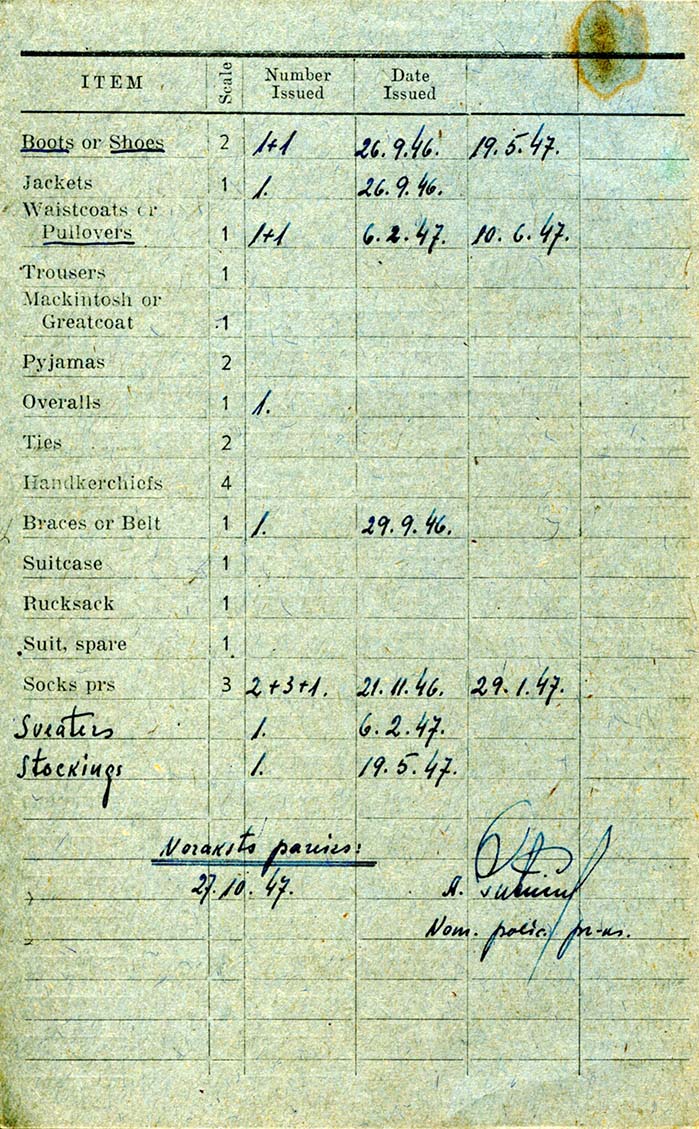 ITEM Scale Number Issued Date Issued
Boots or Shoes 2 1+1 26.9.46. 19.5.47.
Jackets 1 1. 26.9.46.
Waistcoats or
Pullovers 1 1+1 6.2.47. 10.6.47.
Trousers 1
Mackintosh or
Greatcoat 1
Pyjamas 2
Overalls 1 1.
Ties 2
Handkerchiefs 4
Braces or Belt 1 1. 29.9.46.
Suitcase 1
Rucksack 1
Suit, spare 1
Socks prs 3 2+3+1. 21.11.46. 29.1.47.
Sveaters 1. 6.2.47.
Stockings 1. 19.5.47.
Noraksts pareizs:
27.10.47. A.
Nom. polic. pr-ks.